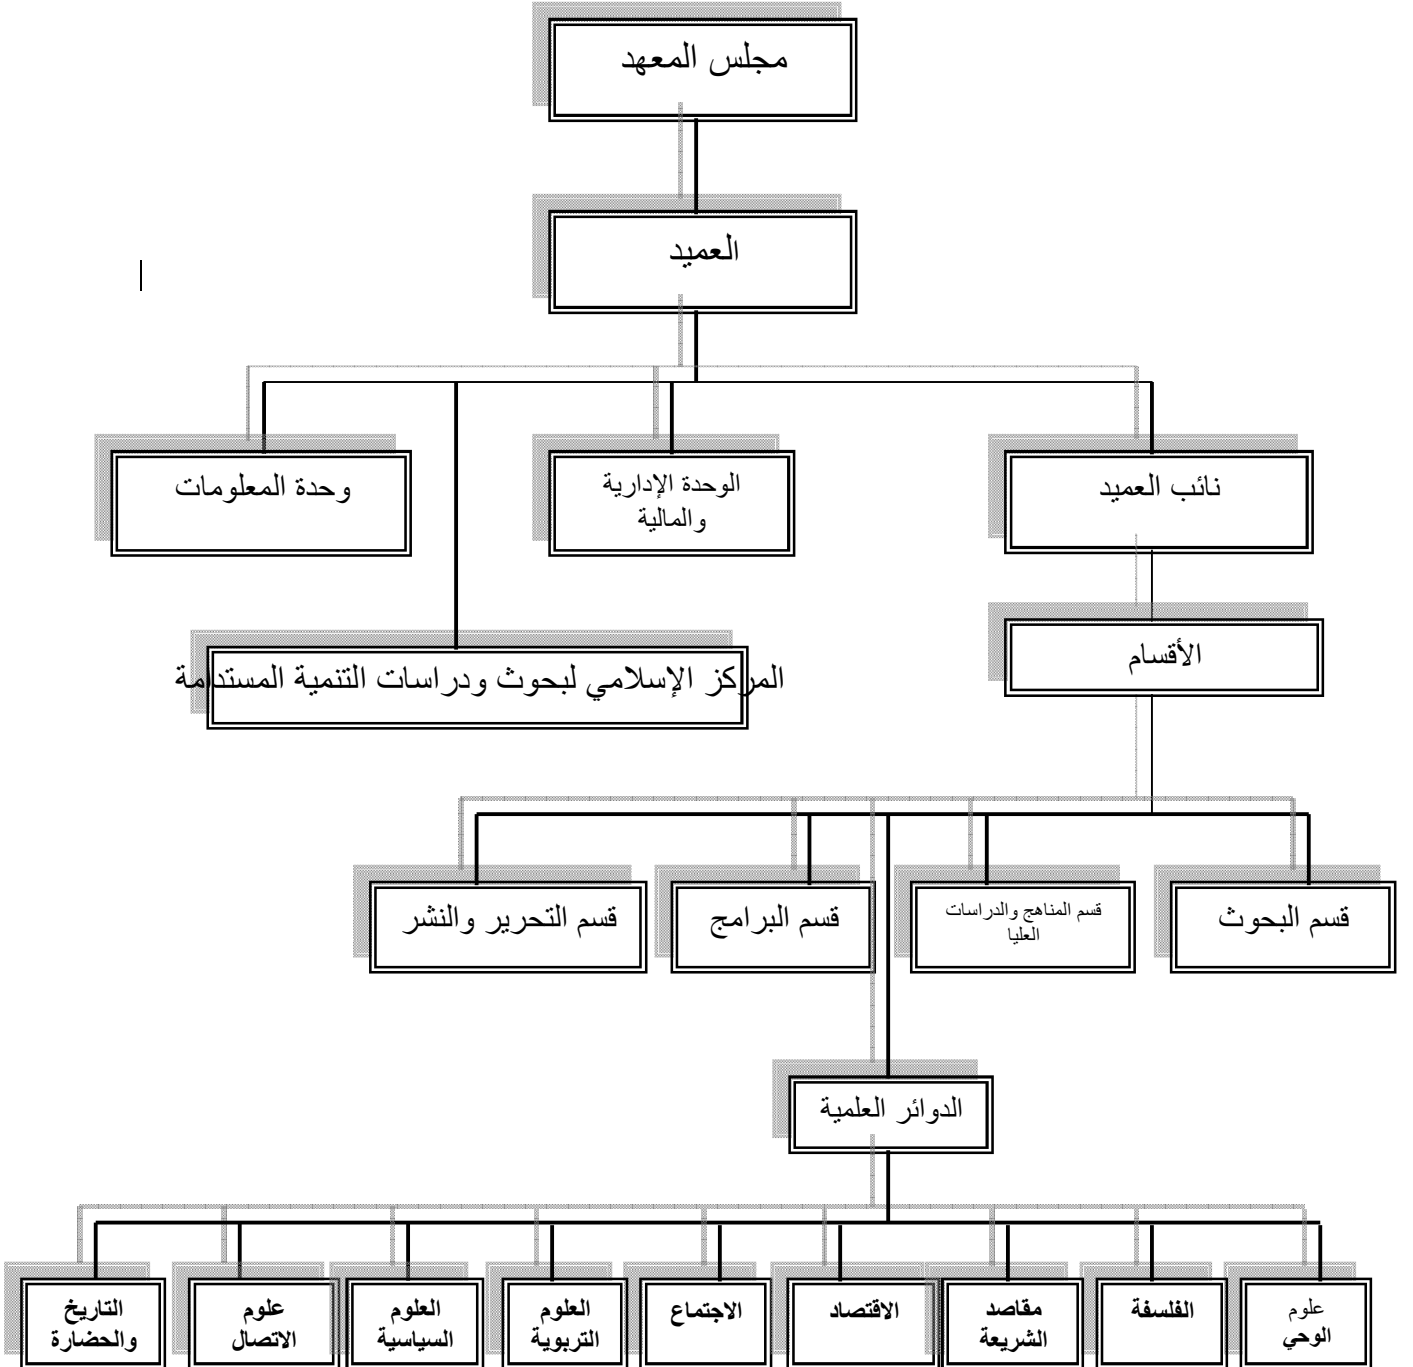 مجلس المعهد
العميد
نائب العميد
الوحدة الإدارية
والمالية
وحدة المعلومات
الأقسام
المركز الإسلامي لبحوث ودراسات التنمية المستدامة
قسم البحوث
قسم المناهج والدراسات
العليا
قسم البرامج
قسم التحرير والنشر
الدوائر العلمية
علوم
الوحي
الفلسفة
مقاصد
الشريعة
الاقتصاد
الاجتماع
العلوم
التربوية
العلوم
السياسية
علوم
الاتصال
التاريخ
والحضارة